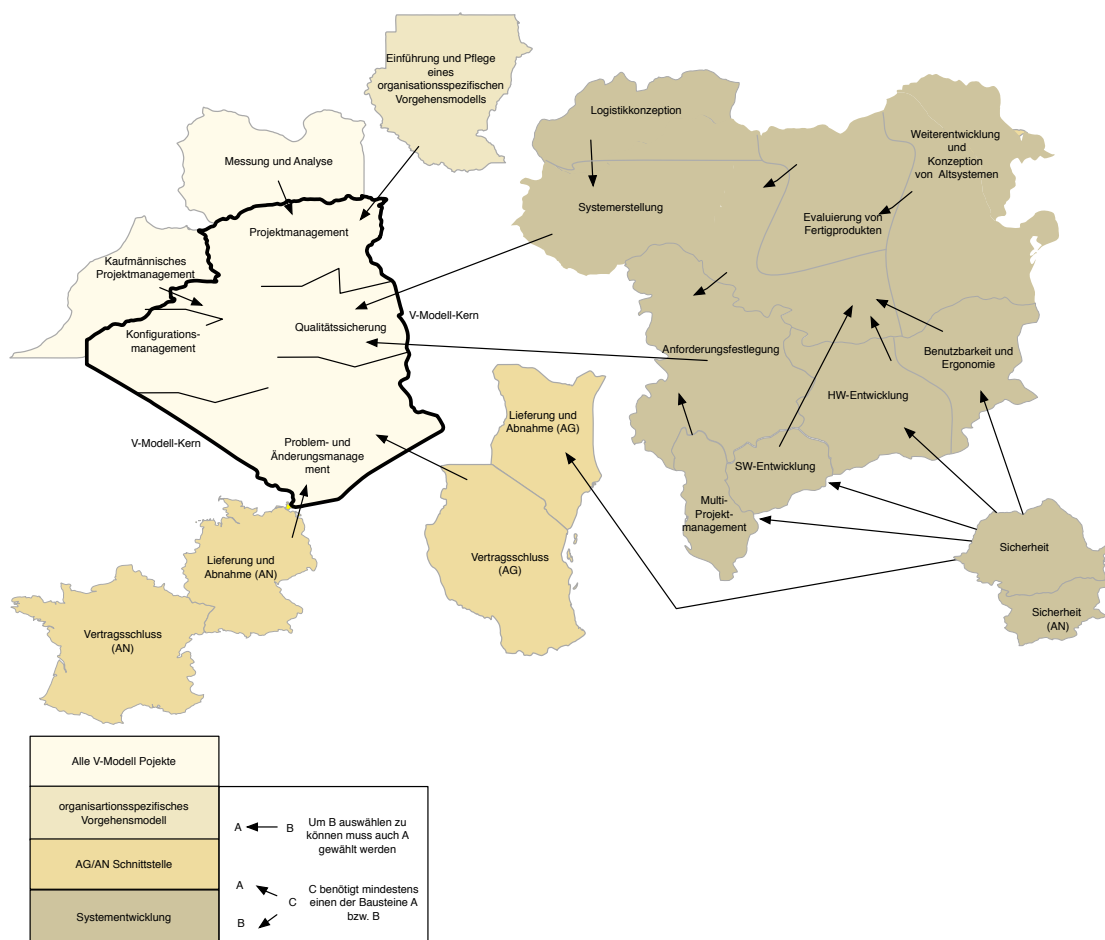 Einführung und Pflege
eines
organisationsspezifischen
Vorgehensmodells
Logistikkonzeption
Weiterentwicklung
und
Konzeption
von Altsystemen
Messung und Analyse
Systemerstellung
Evaluierung von
Fertigprodukten
Projektmanagement
Kaufmännisches
Projektmanagement
Konfigurations-
management
Qualitätssicherung
V-Modell-Kern
Anforderungsfestlegung
Benutzbarkeit und
Ergonomie
HW-Entwicklung
Lieferung und
Abnahme (AG)
V-Modell-Kern
Problem- und
Änderungsmanage
ment
SW-Entwicklung
Multi-
Projekt-
management
Lieferung und
Abnahme (AN)
Vertragsschluss
(AG)
Sicherheit
Sicherheit
(AN)
Vertragsschluss
(AN)
Alle V-Modell Pojekte
organisartionsspezifisches
Vorgehensmodell
AG/AN Schnittstelle
Systementwicklung
A B Um B auswählen zu
können muss auch A
gewählt werden
A
C C benötigt mindestens
einen der Bausteine A
bzw. B
B